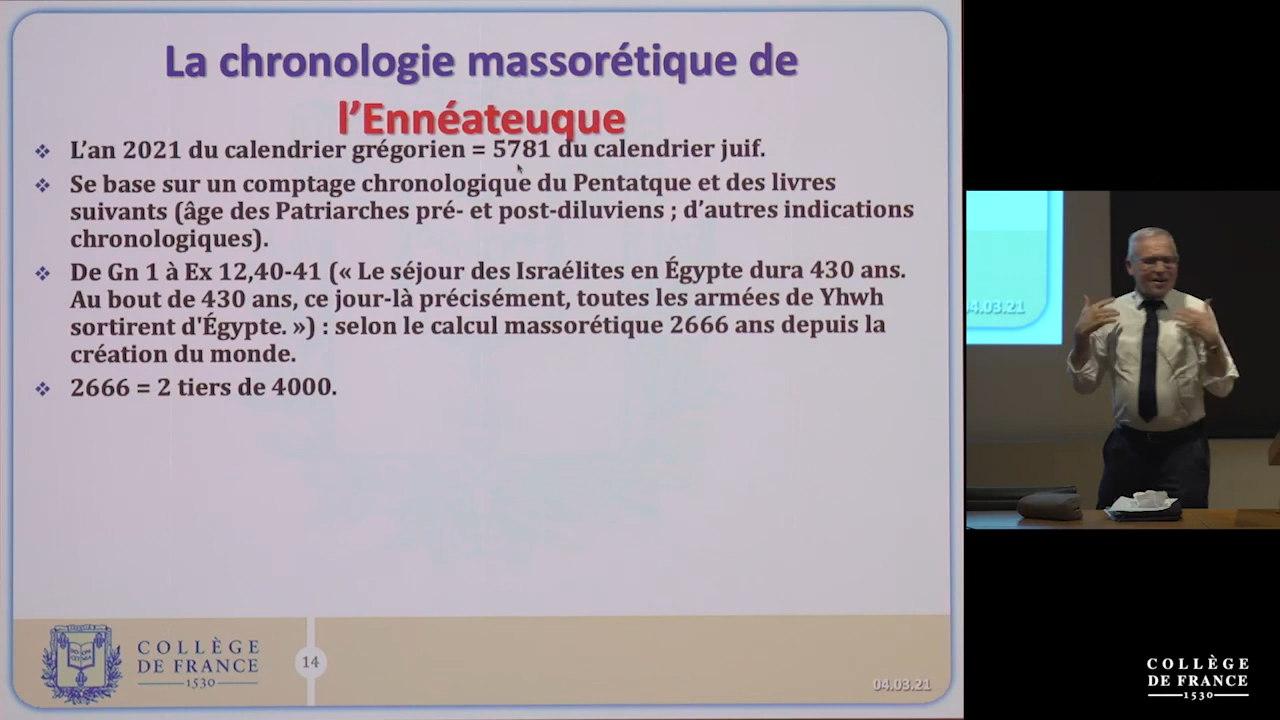 La chronologie massorétique de
l'Ennéateuque
❖ L'an 2021 du calendrier grégorien = 5781 du calendrier juif.
❖ Se base sur un comptage chronologique du Pentatque et des livres
suivants (âge des Patriarches pré- et post-diluviens ; d'autres indications
chronologiques).
❖ De Gn 1 à Ex 12,40-41 (« Le séjour des Israélites en Égypte dura 430 ans.
Au bout de 430 ans, ce jour-là précisément, toutes les armées de Yhwh
sortirent d'Égypte. ») : selon le calcul massorétique 2666 ans depuis la
création du monde.
❖ 2666 = 2 tiers de 4000.
COLLÈGE
DE FRANCE
1530
14
04.03.21
04.03.21
COLLÈGE
DE FRANCE
1530